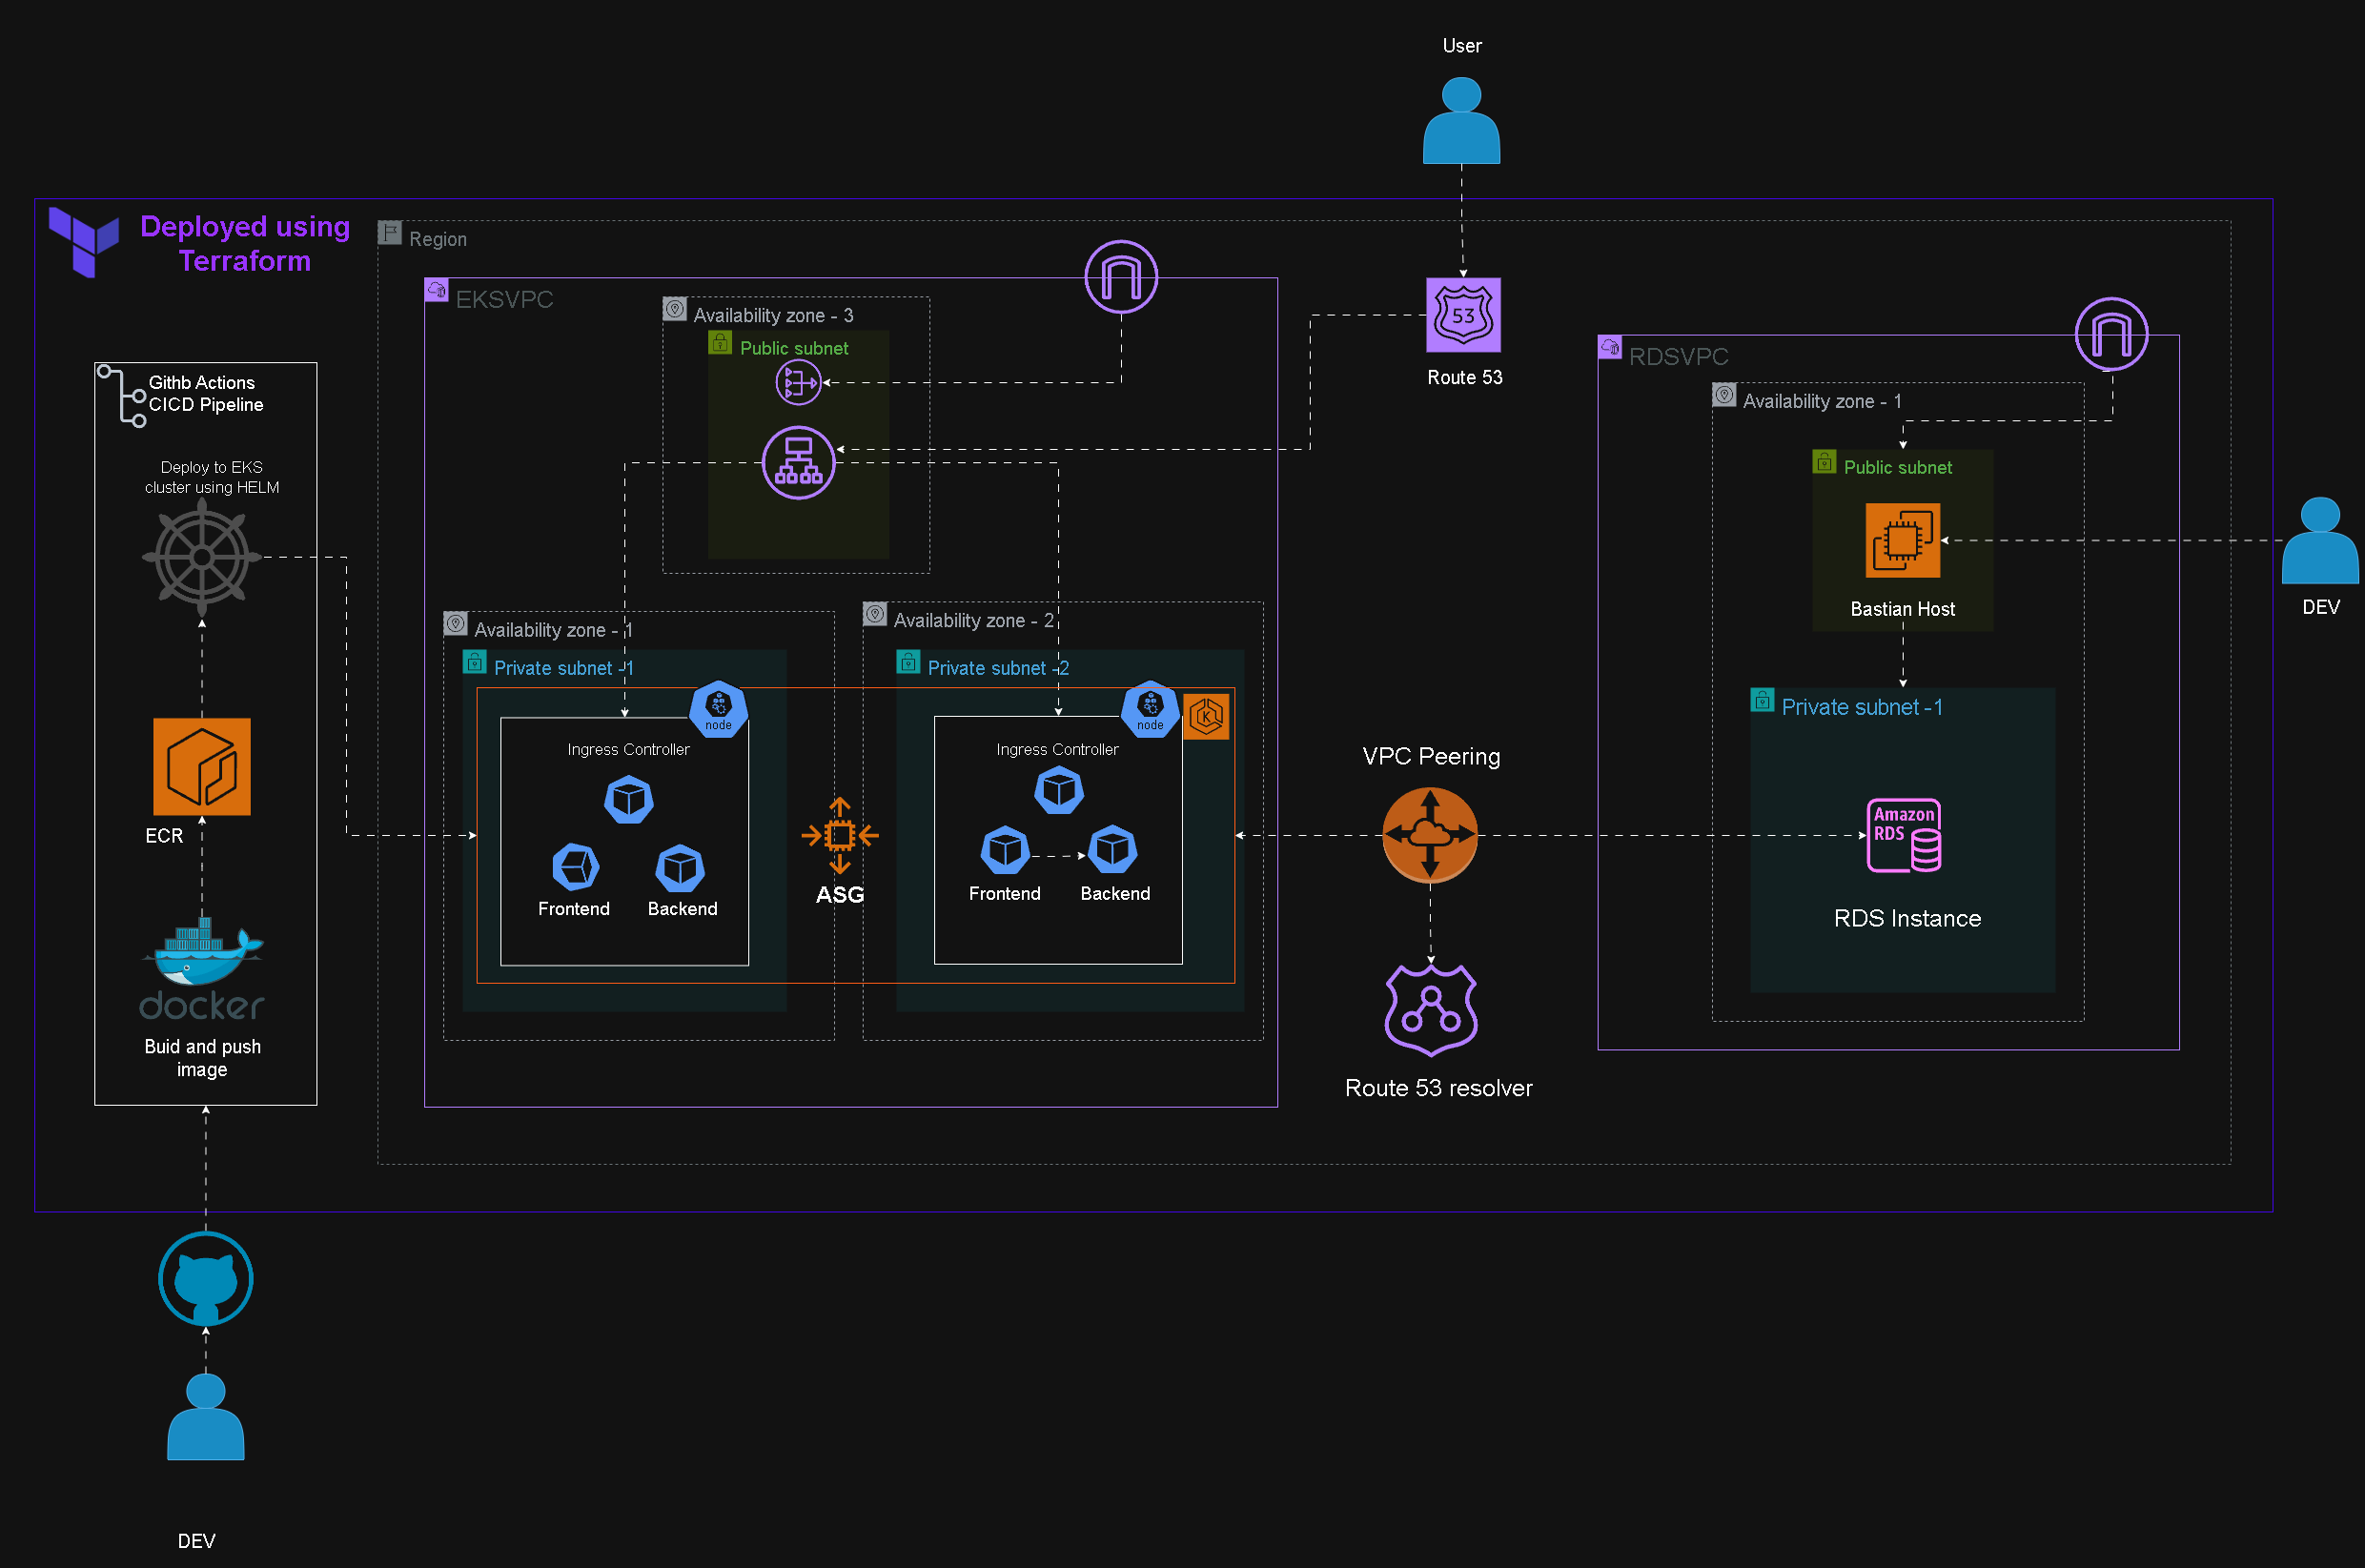 User
Deployed using
Terraform
Region
EKSVPC
Availability zone - 3
Public subnet
53
Route 53
RDSVPC
Availability zone - 1
Public subnet
Bastian Host
DEV
Githb Actions
CICD Pipeline
Deploy to EKS
cluster using HELM
ECR
docker
Buid and push
image
Availability zone - 1
Private subnet -1
node
Ingress Controller
Frontend
Backend
ASG
Availability zone - 2
Private subnet -2
node
K
Ingress Controller
Frontend
Backend
VPC Peering
Route 53 resolver
Private subnet -1
Amazon
RDS
RDS Instance
DEV